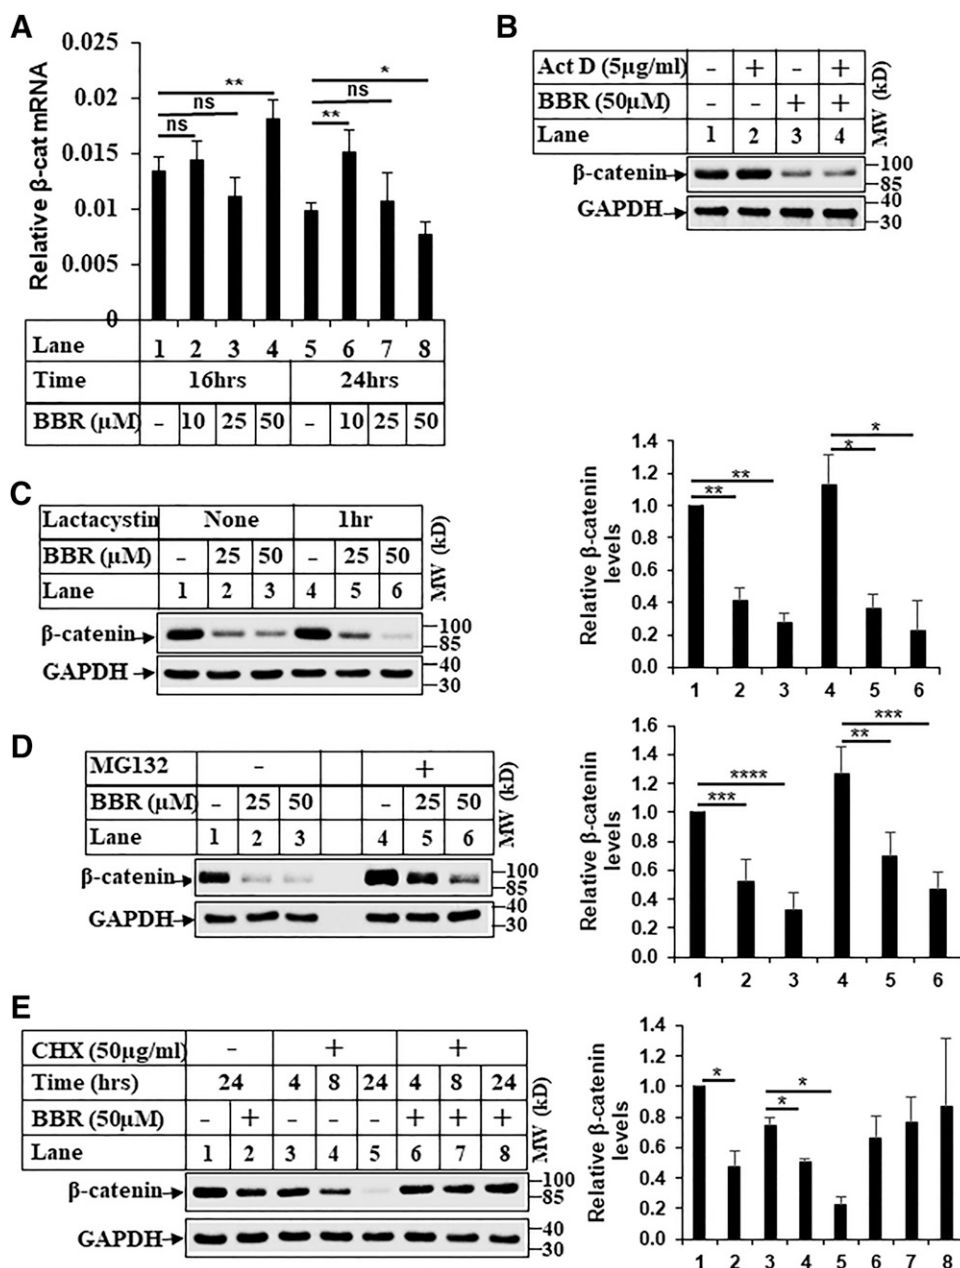 A
Relative β-cat mRNA
0.025
0.02
0.015
0.01
0.005
0
ns
ns
**
**
ns
*
Lane 1 2 3 4 5 6 7 8
Time 16hrs 24hrs
BBR (µM) - 10 25 50 - 10 25 50
B
Act D (5µg/ml) - + - +
BBR (50µM) - - + +
Lane 1 2 3 4
MW (kD)
β-catenin
100
85
GAPDH
40
30
C
Lactacystin None 1hr
BBR (µM) - 25 50 - 25 50
Lane 1 2 3 4 5 6
MW (kD)
β-catenin
100
85
GAPDH
40
30
Relative β-catenin
levels
1.4
1.2
1.0
0.8
0.6
0.4
0.2
0.0
**
**
*
*
1 2 3 4 5 6
D
MG132 - +
BBR (µM) - 25 50 - 25 50
Lane 1 2 3 4 5 6
MW (kD)
β-catenin
100
85
GAPDH
40
30
Relative β-catenin
levels
1.6
1.4
1.2
1.0
0.8
0.6
0.4
0.2
0.0
****
***
***
**
1 2 3 4 5 6
E
CHX (50µg/ml) - + +
Time (hrs) 24 4 8 24 4 8 24
BBR (50µM) - + - - - + + +
Lane 1 2 3 4 5 6 7 8
MW (kD)
β-catenin
100
85
GAPDH
40
30
Relative β-catenin
levels
1.4
1.2
1.0
0.8
0.6
0.4
0.2
0.0
*
*
*
1 2 3 4 5 6 7 8